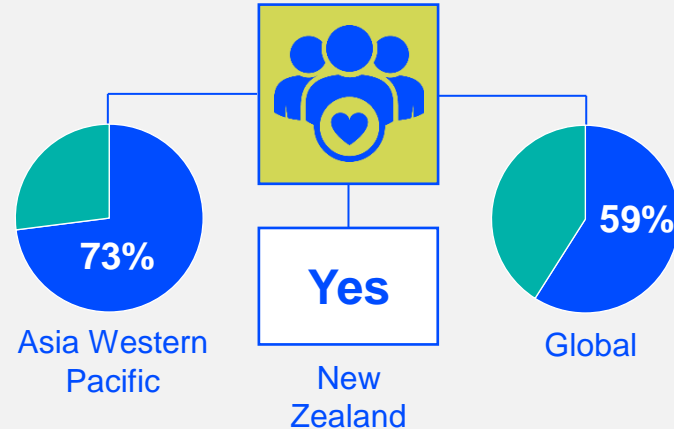 73%
Asia Western
Pacific
Yes
New
Zealand
59%
Global